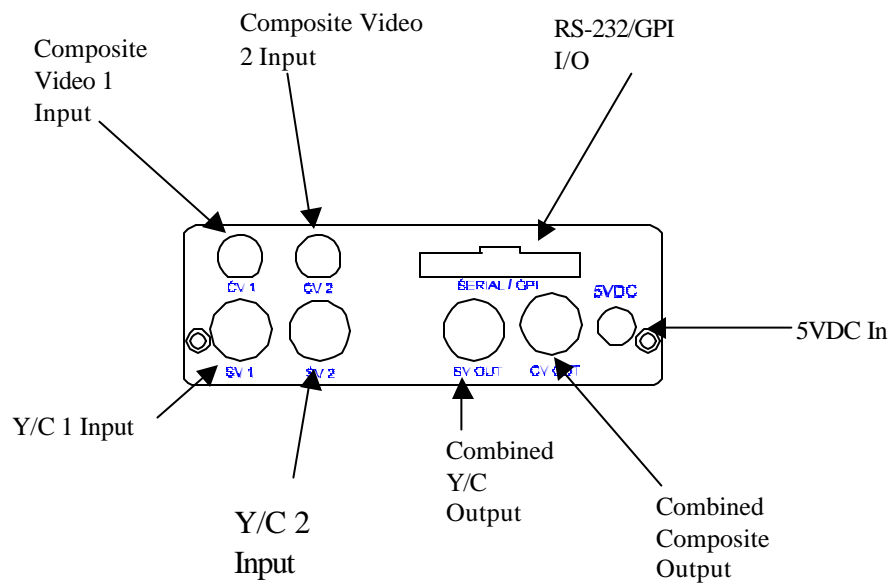 Composite
Video 1
Input
Composite Video
2 Input
RS-232/GPI
I/O
CV 1
CV 2
SERIAL / GPI
5VDC
5VDC In
SV 1
SV 2
SV OUT
CV OUT
Y/C 1 Input
Y/C 2
Input
Combined
Y/C
Output
Combined
Composite
Output